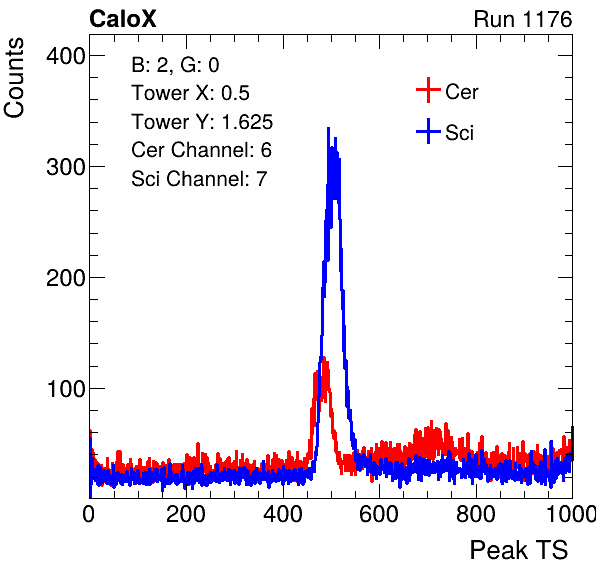 CaloX Run 1176
Counts
400
300
200
100
B: 2, G: 0
Tower X: 0.5
Tower Y: 1.625
Cer Channel: 6
Sci Channel: 7
Cer
Sci
0 200 400 600 800 1000
Peak TS